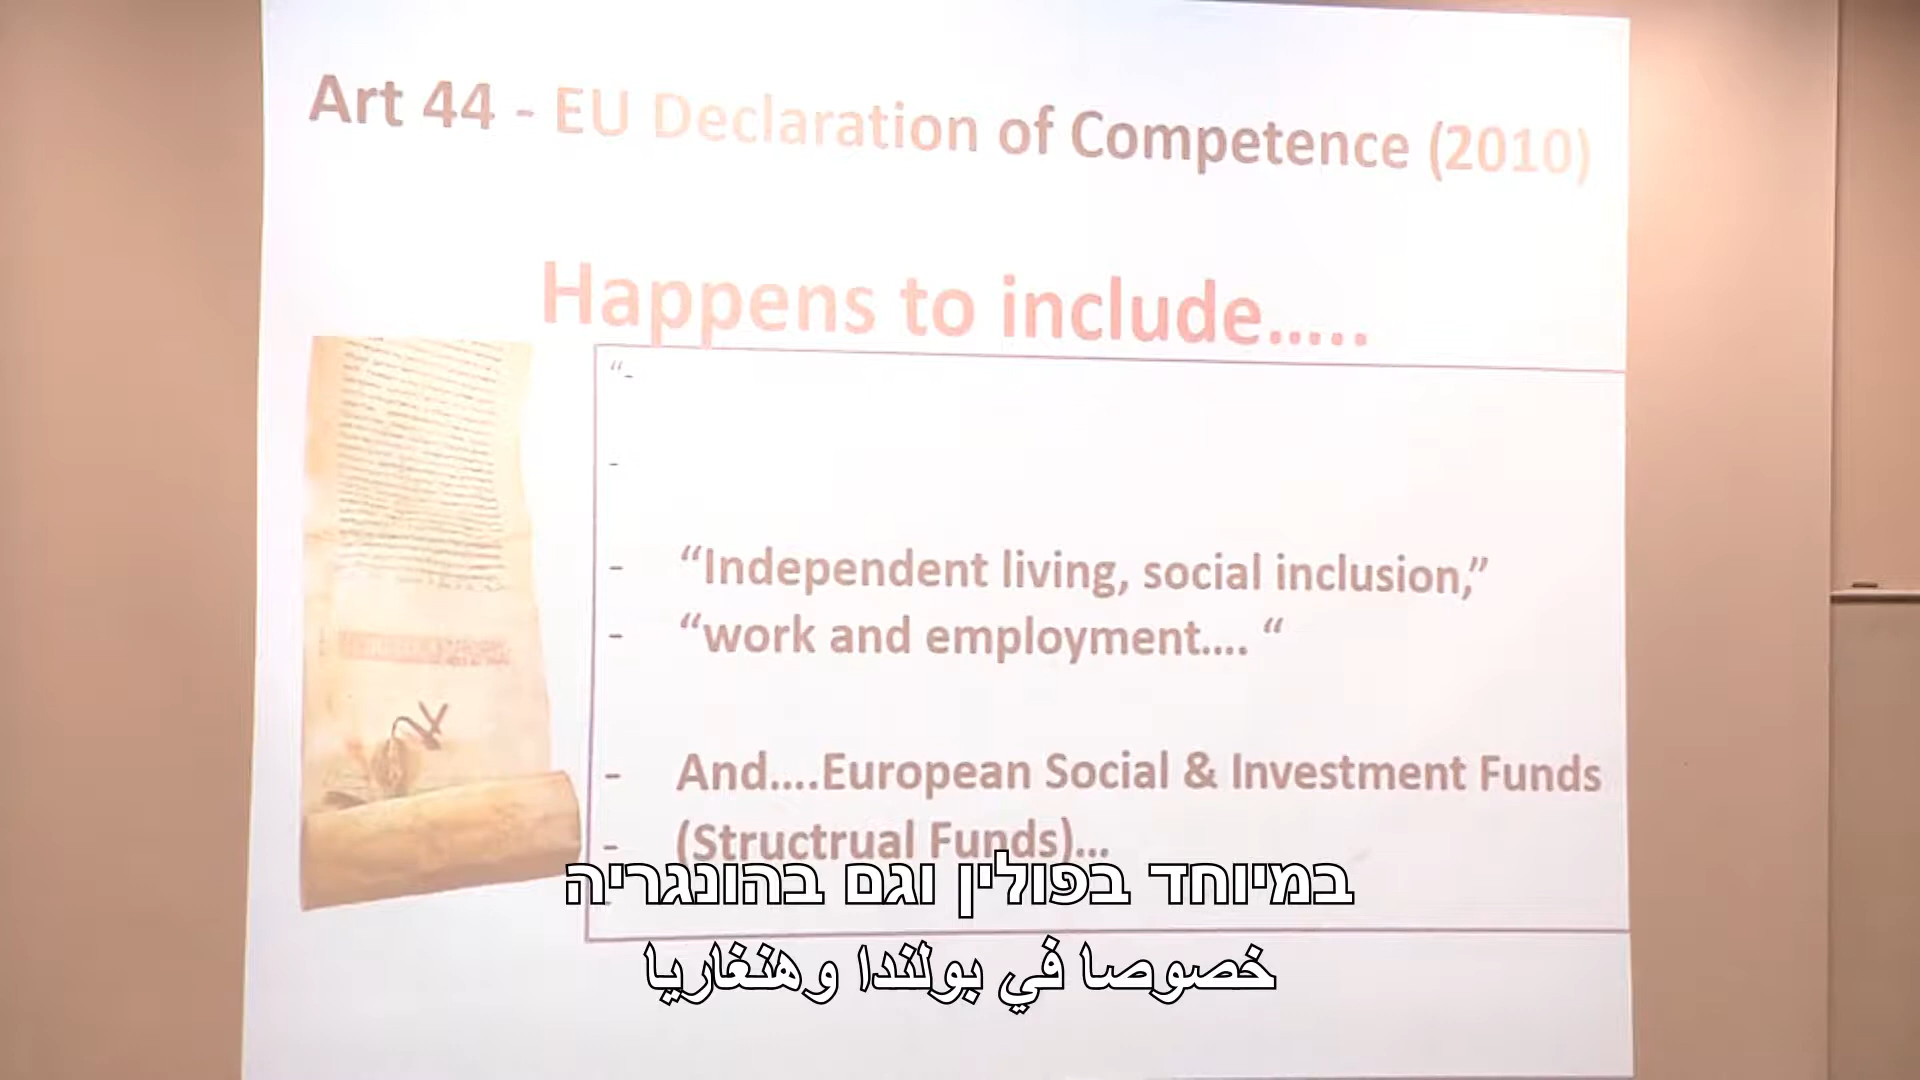 Art 44 - EU Declaration of Competence (2010)
Happens to include.....
“-
-
- “Independent living, social inclusion,”
- “work and employment.... “
- And....European Social & Investment Funds
- (Structrual Funds)...
במיוחד בפולין וגם בהונגריה
خصوصا في بولندا وهنغاريا